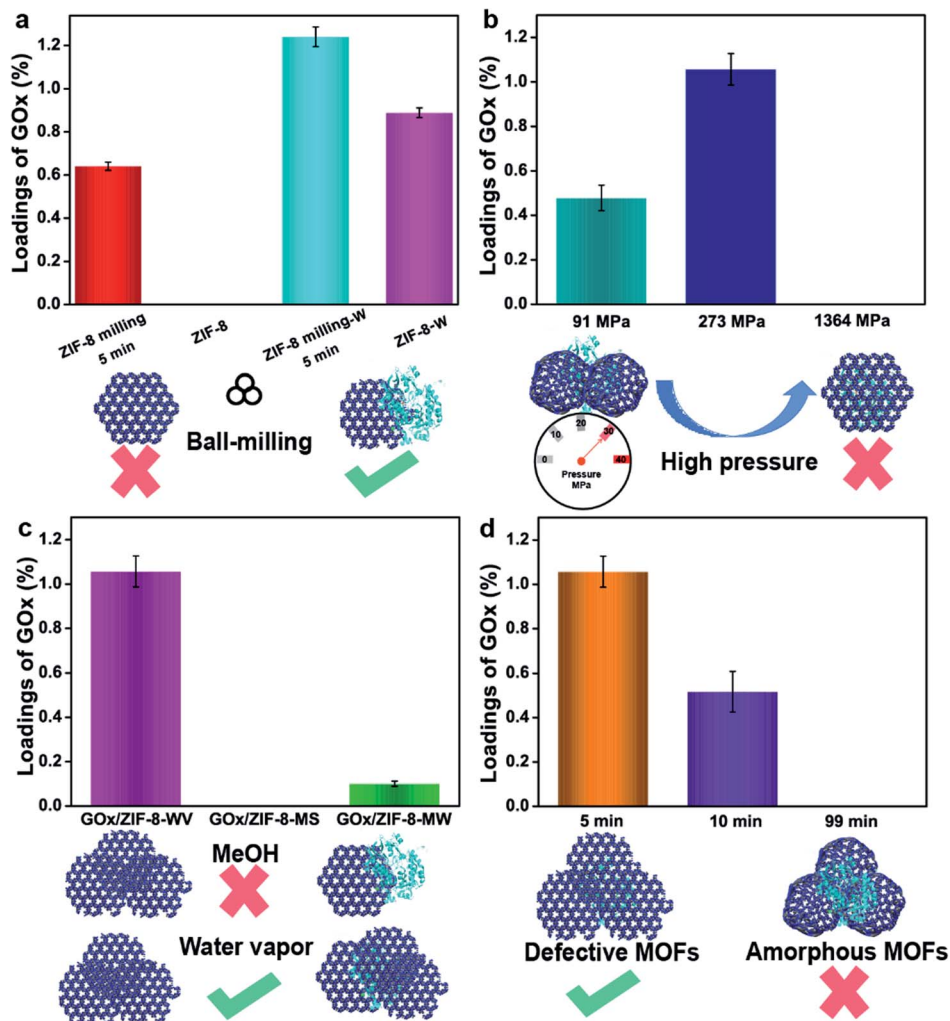 a
Loadings of GOx (%)
1.2
1.0
0.8
0.6
0.4
0.2
0.0
ZIF-8 milling
5 min
ZIF-8
ZIF-8 milling-W
5 min
ZIF-8-W
Ball-milling
b
Loadings of GOx (%)
1.2
1.0
0.8
0.6
0.4
0.2
0.0
91 MPa
273 MPa
1364 MPa
0
10
20
30
40
Pressure
MPa
High pressure
c
Loadings of GOx (%)
1.2
1.0
0.8
0.6
0.4
0.2
0.0
GOx/ZIF-8-WV
GOx/ZIF-8-MS
GOx/ZIF-8-MW
MeOH
Water vapor
d
Loadings of GOx (%)
1.2
1.0
0.8
0.6
0.4
0.2
0.0
5 min
10 min
99 min
Defective MOFs
Amorphous MOFs